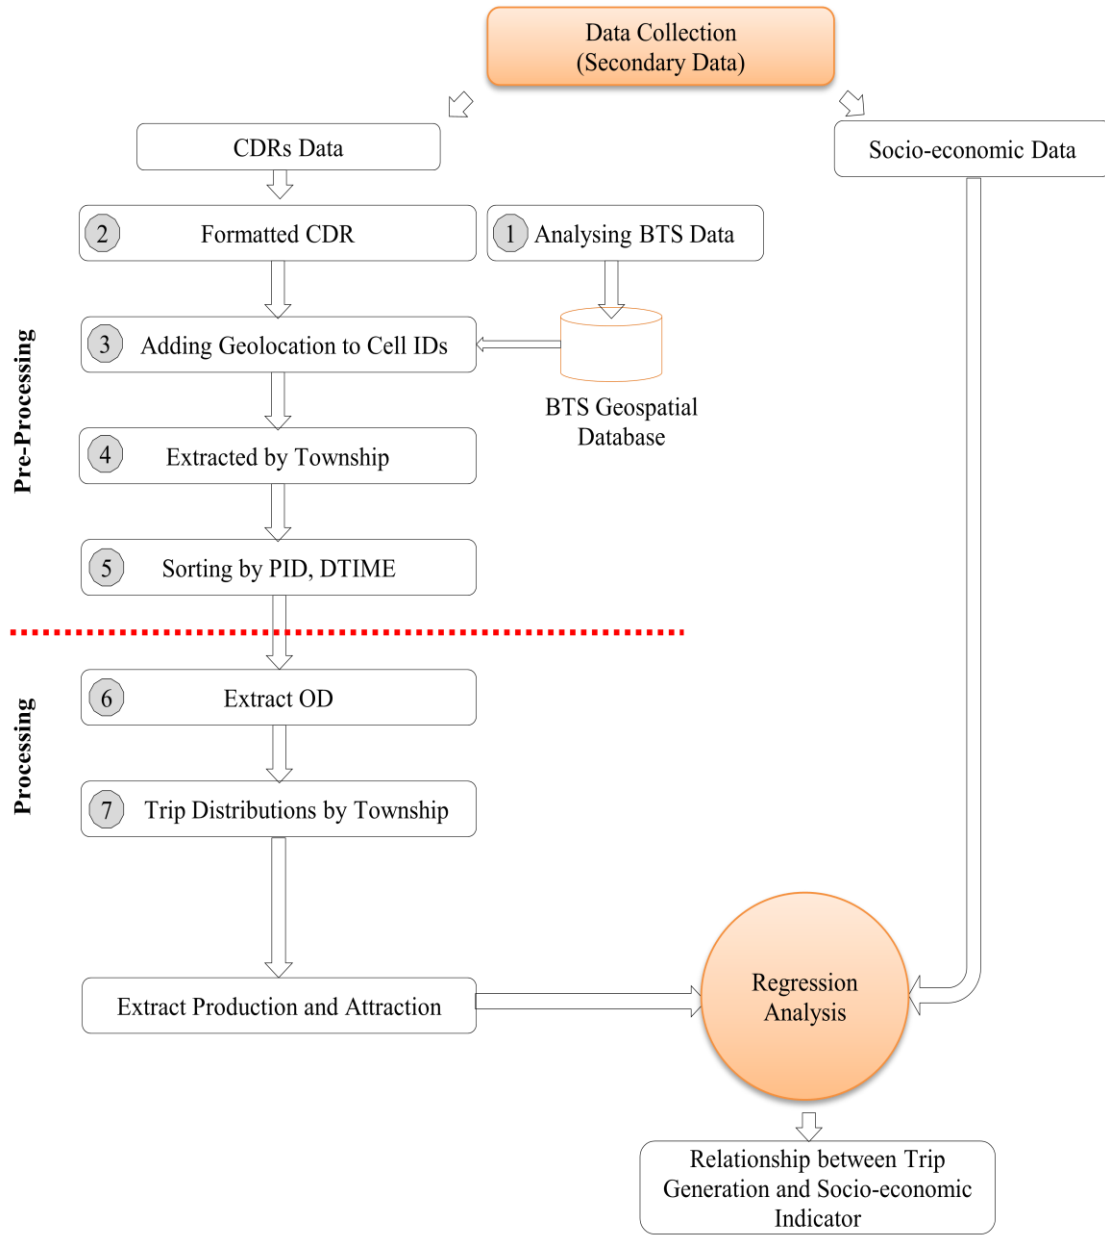 Data Collection
(Secondary Data)
CDRs Data
Socio-economic Data
2 Formatted CDR
1 Analysing BTS Data
3 Adding Geolocation to Cell IDs
BTS Geospatial
Database
4 Extracted by Township
5 Sorting by PID, DTIME
Pre-Processing
6 Extract OD
7 Trip Distributions by Township
Processing
Extract Production and Attraction
Regression
Analysis
Relationship between Trip
Generation and Socio-economic
Indicator